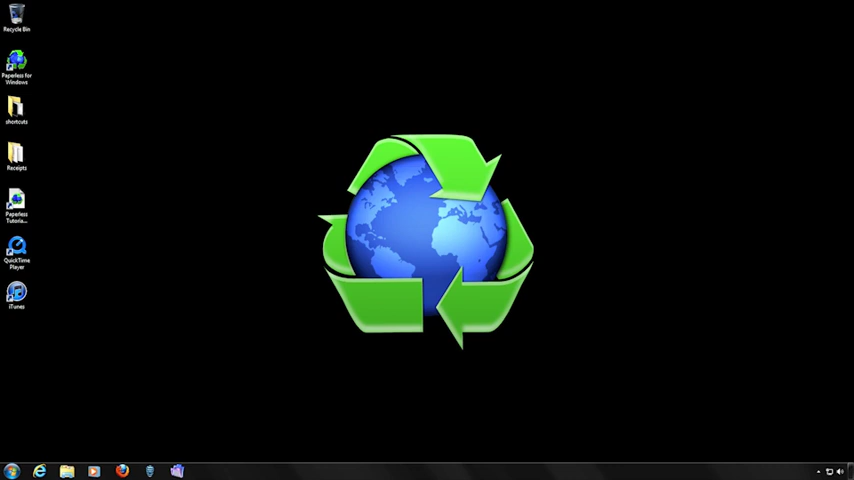 Recycle Bin
Paperless for
Windows
shortcuts
Receipts
Paperless
Tutoria...
QuickTime
Player
iTunes